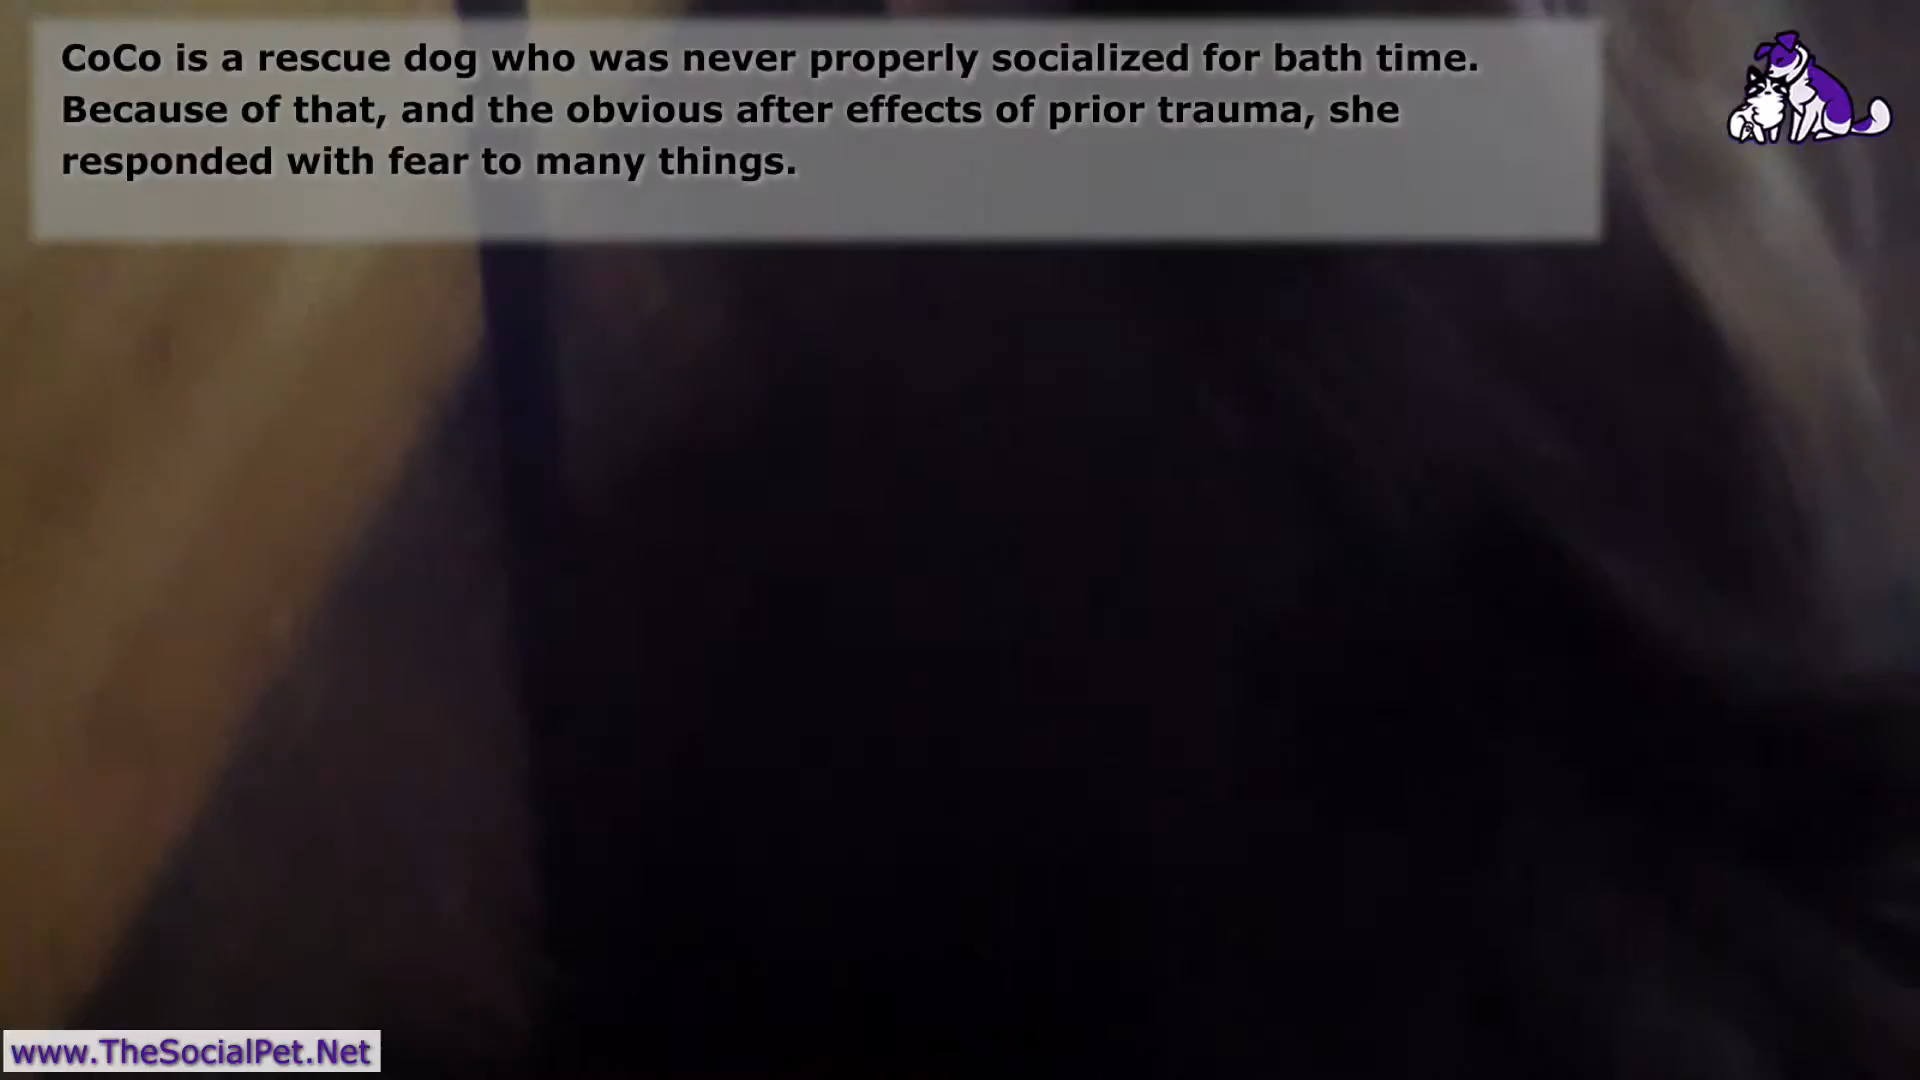 CoCo is a rescue dog who was never properly socialized for bath time.
Because of that, and the obvious after effects of prior trauma, she
responded with fear to many things.
www.TheSocialPet.Net